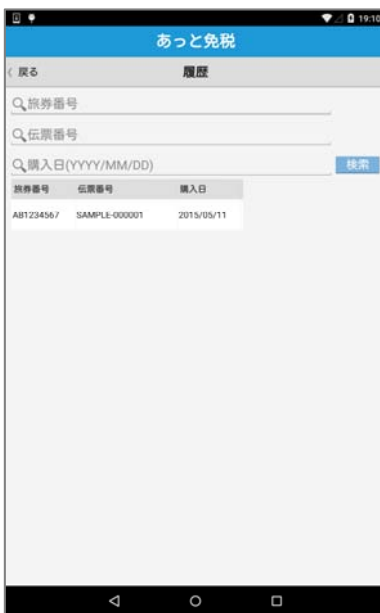 19:10
あっと免税
戻る 履歴
旅券番号
伝票番号
購入日(YYYY/MM/DD) 検索
旅券番号 伝票番号 購入日
AB1234567 SAMPLE-000001 2015/05/11